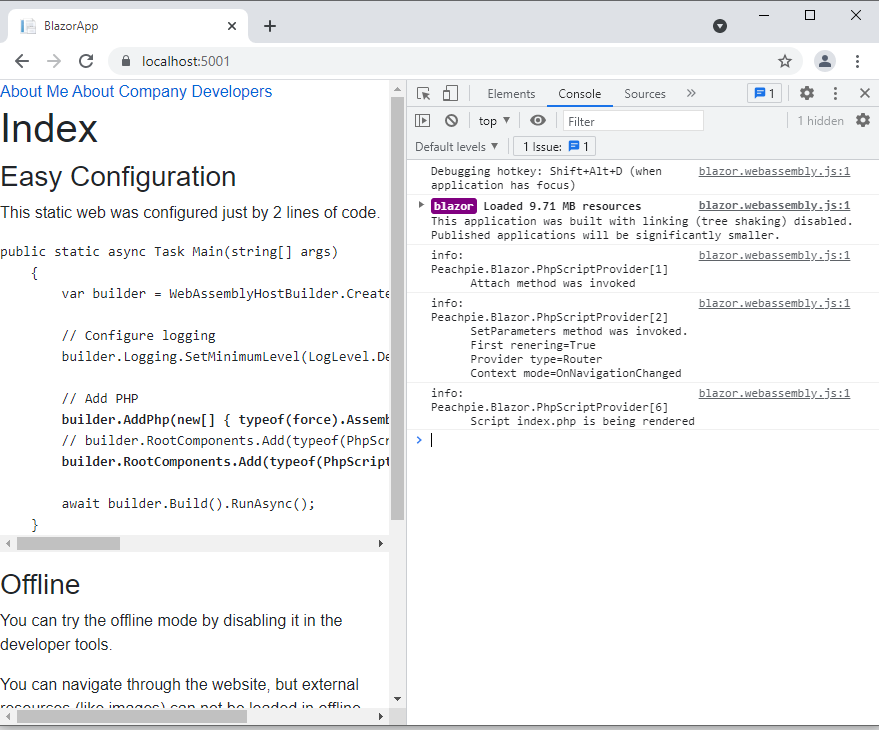 BlazorApp
localhost:5001
About Me About Company Developers
Index
Easy Configuration
This static web was configured just by 2 lines of code.
public static async Task Main(string[] args)
{
var builder = WebAssemblyHostBuilder.Create
// Configure logging
builder.Logging.SetMinimumLevel(LogLevel.De
// Add PHP
builder.AddPhp(new[] { typeof(force).Assemb
// builder.RootComponents.Add(typeof(PhpScr
builder.RootComponents.Add(typeof(PhpScript
await builder.Build().RunAsync();
}
Offline
You can try the offline mode by disabling it in the
developer tools.
You can navigate through the website, but external
resources (like images) can not be loaded in offline
Elements Console Sources 1
top Filter 1 hidden
Default levels 1 Issue: 1
Debugging hotkey: Shift+Alt+D (when blazor.webassembly.js:1
application has focus)
blazor Loaded 9.71 MB resources blazor.webassembly.js:1
This application was built with linking (tree shaking) disabled.
Published applications will be significantly smaller.
info: blazor.webassembly.js:1
Peachpie.Blazor.PhpScriptProvider[1]
Attach method was invoked
info: blazor.webassembly.js:1
Peachpie.Blazor.PhpScriptProvider[2]
SetParameters method was invoked.
First renering=True
Provider type=Router
Context mode=OnNavigationChanged
info: blazor.webassembly.js:1
Peachpie.Blazor.PhpScriptProvider[6]
Script index.php is being rendered